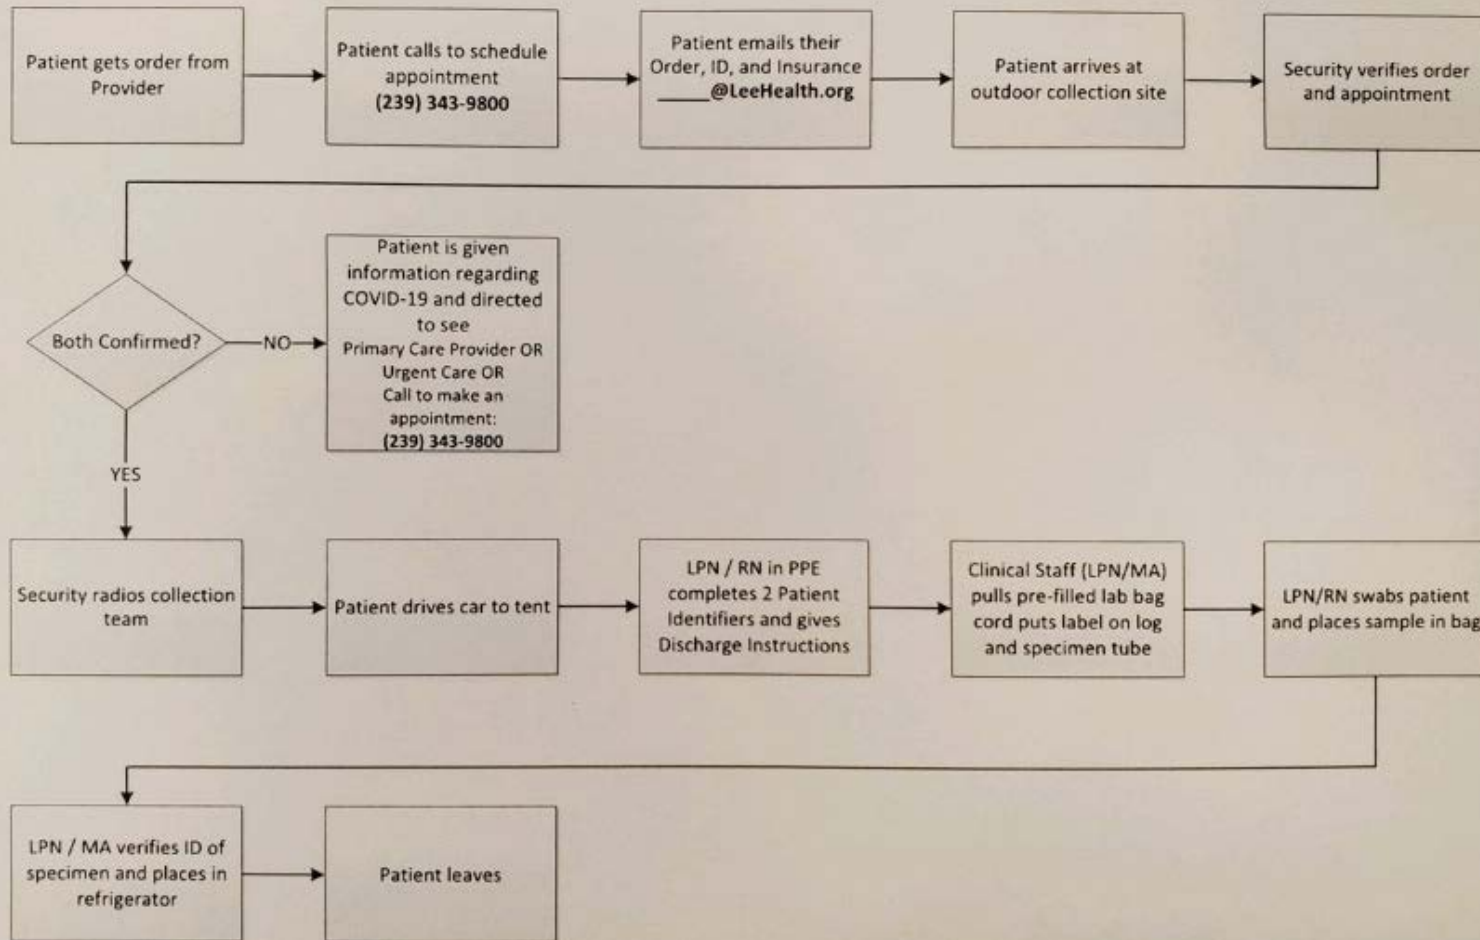 Patient gets order from
Provider
Patient calls to schedule
appointment
(239) 343-9800
Patient emails their
Order, ID, and Insurance
_____@LeeHealth.org
Patient arrives at
outdoor collection site
Security verifies order
and appointment
Both Confirmed?
NO
Patient is given
information regarding
COVID-19 and directed
to see
Primary Care Provider OR
Urgent Care OR
Call to make an
appointment:
(239) 343-9800
YES
Security radios collection
team
Patient drives car to tent
LPN / RN in PPE
completes 2 Patient
Identifiers and gives
Discharge Instructions
Clinical Staff (LPN/MA)
pulls pre-filled lab bag
cord puts label on log
and specimen tube
LPN/RN swabs patient
and places sample in bag
LPN / MA verifies ID of
specimen and places in
refrigerator
Patient leaves